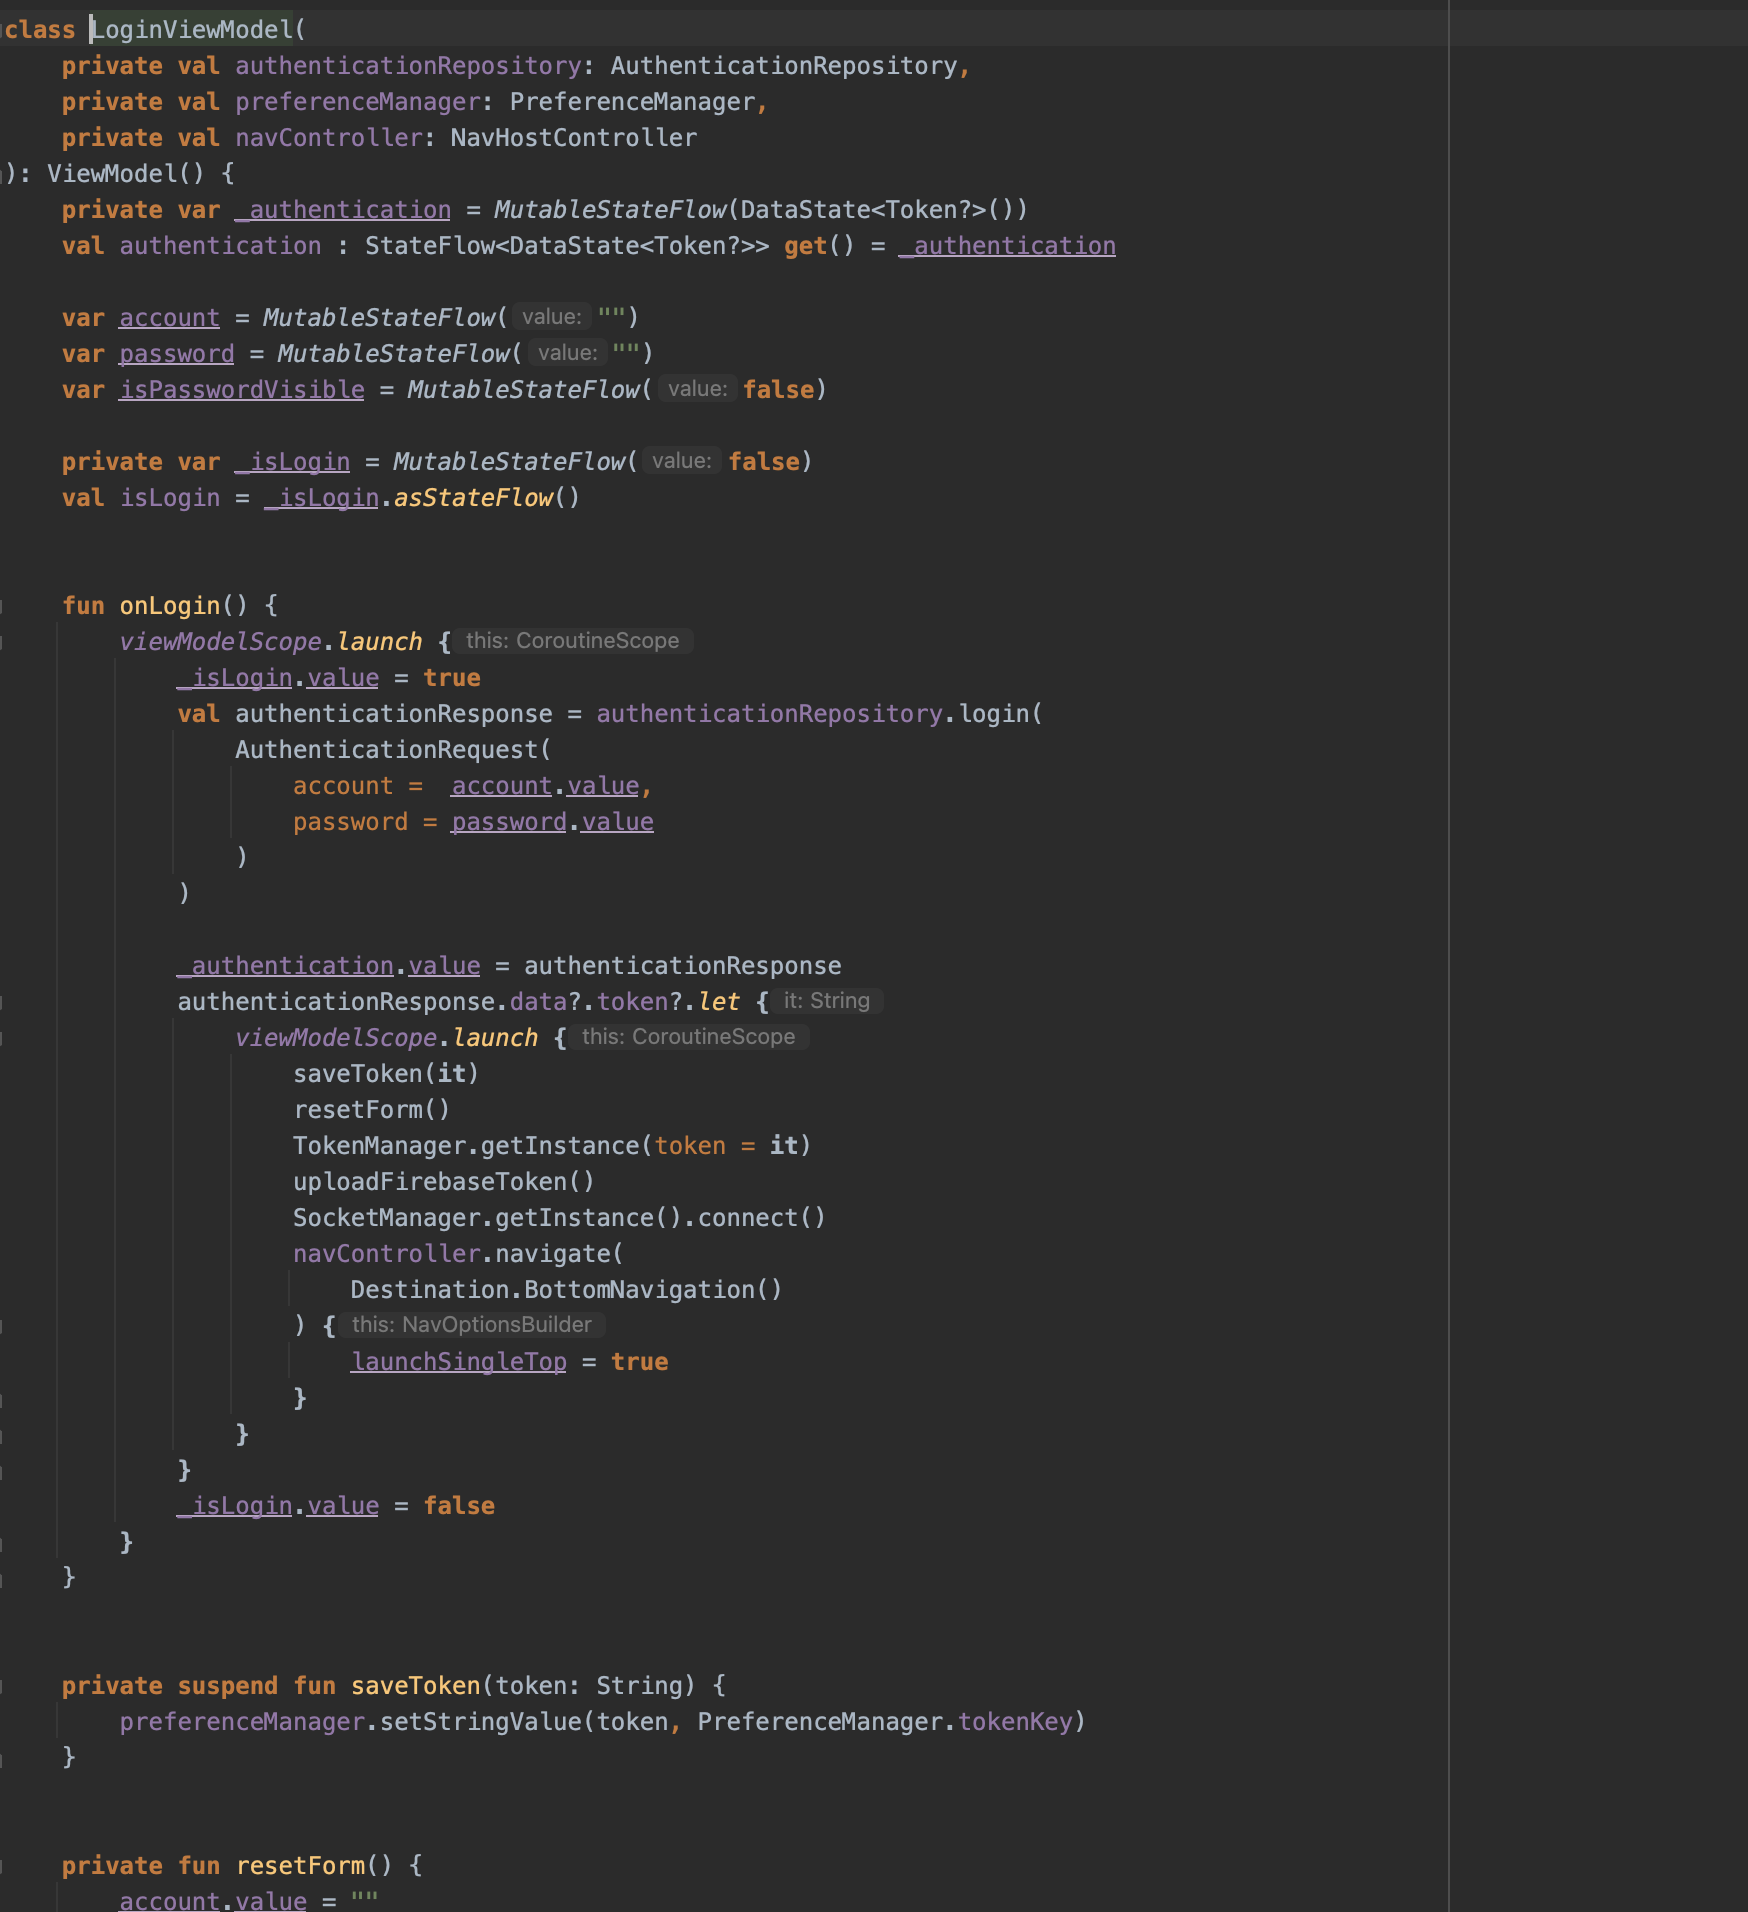 class LoginViewModel(
    private val authenticationRepository: AuthenticationRepository,
    private val preferenceManager: PreferenceManager,
    private val navController: NavHostController
): ViewModel() {
    private var _authentication = MutableStateFlow(DataState<Token?>())
    val authentication : StateFlow<DataState<Token?>> get() = _authentication

    var account = MutableStateFlow( value: "")
    var password = MutableStateFlow( value: "")
    var isPasswordVisible = MutableStateFlow( value: false)

    private var _isLogin = MutableStateFlow( value: false)
    val isLogin = _isLogin.asStateFlow()


    fun onLogin() {
        viewModelScope.launch { this: CoroutineScope
            _isLogin.value = true
            val authenticationResponse = authenticationRepository.login(
                AuthenticationRequest(
                    account =  account.value,
                    password = password.value
                )
            )

            _authentication.value = authenticationResponse
            authenticationResponse.data?.token?.let { it: String
                viewModelScope.launch { this: CoroutineScope
                    saveToken(it)
                    resetForm()
                    TokenManager.getInstance(token = it)
                    uploadFirebaseToken()
                    SocketManager.getInstance().connect()
                    navController.navigate(
                        Destination.BottomNavigation()
                    ) { this: NavOptionsBuilder
                        launchSingleTop = true
                    }
                }
            }
            _isLogin.value = false
        }
    }


    private suspend fun saveToken(token: String) {
        preferenceManager.setStringValue(token, PreferenceManager.tokenKey)
    }


    private fun resetForm() {
        account.value = ""